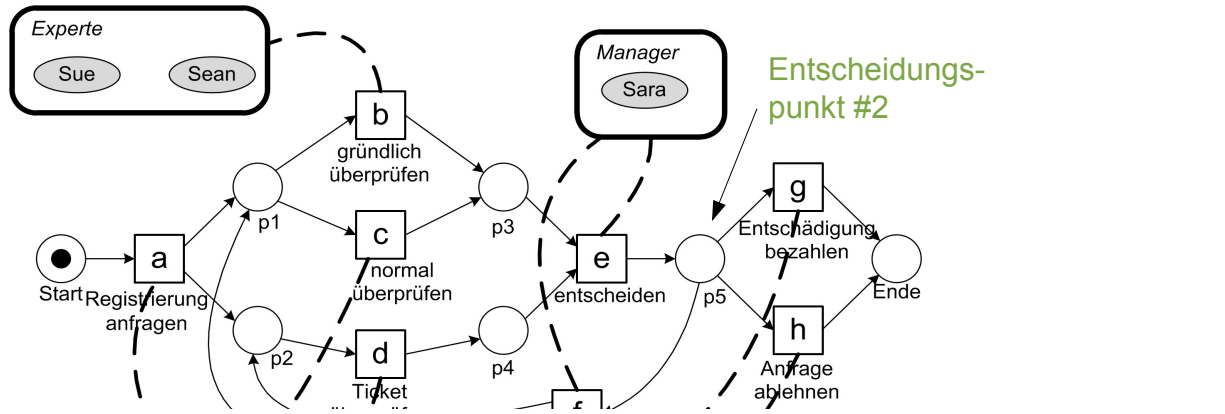 Experte
Sue
Sean
Manager
Sara
Entscheidungs-
punkt #2
b
gründlich
überprüfen
g
Entschädigung
bezahlen
p1
c
normal
überprüfen
p3
a
Start
Registrierung
anfragen
e
entscheiden
p5
Ende
p2
d
Ticket
p4
h
Anfrage
ablehnen
f